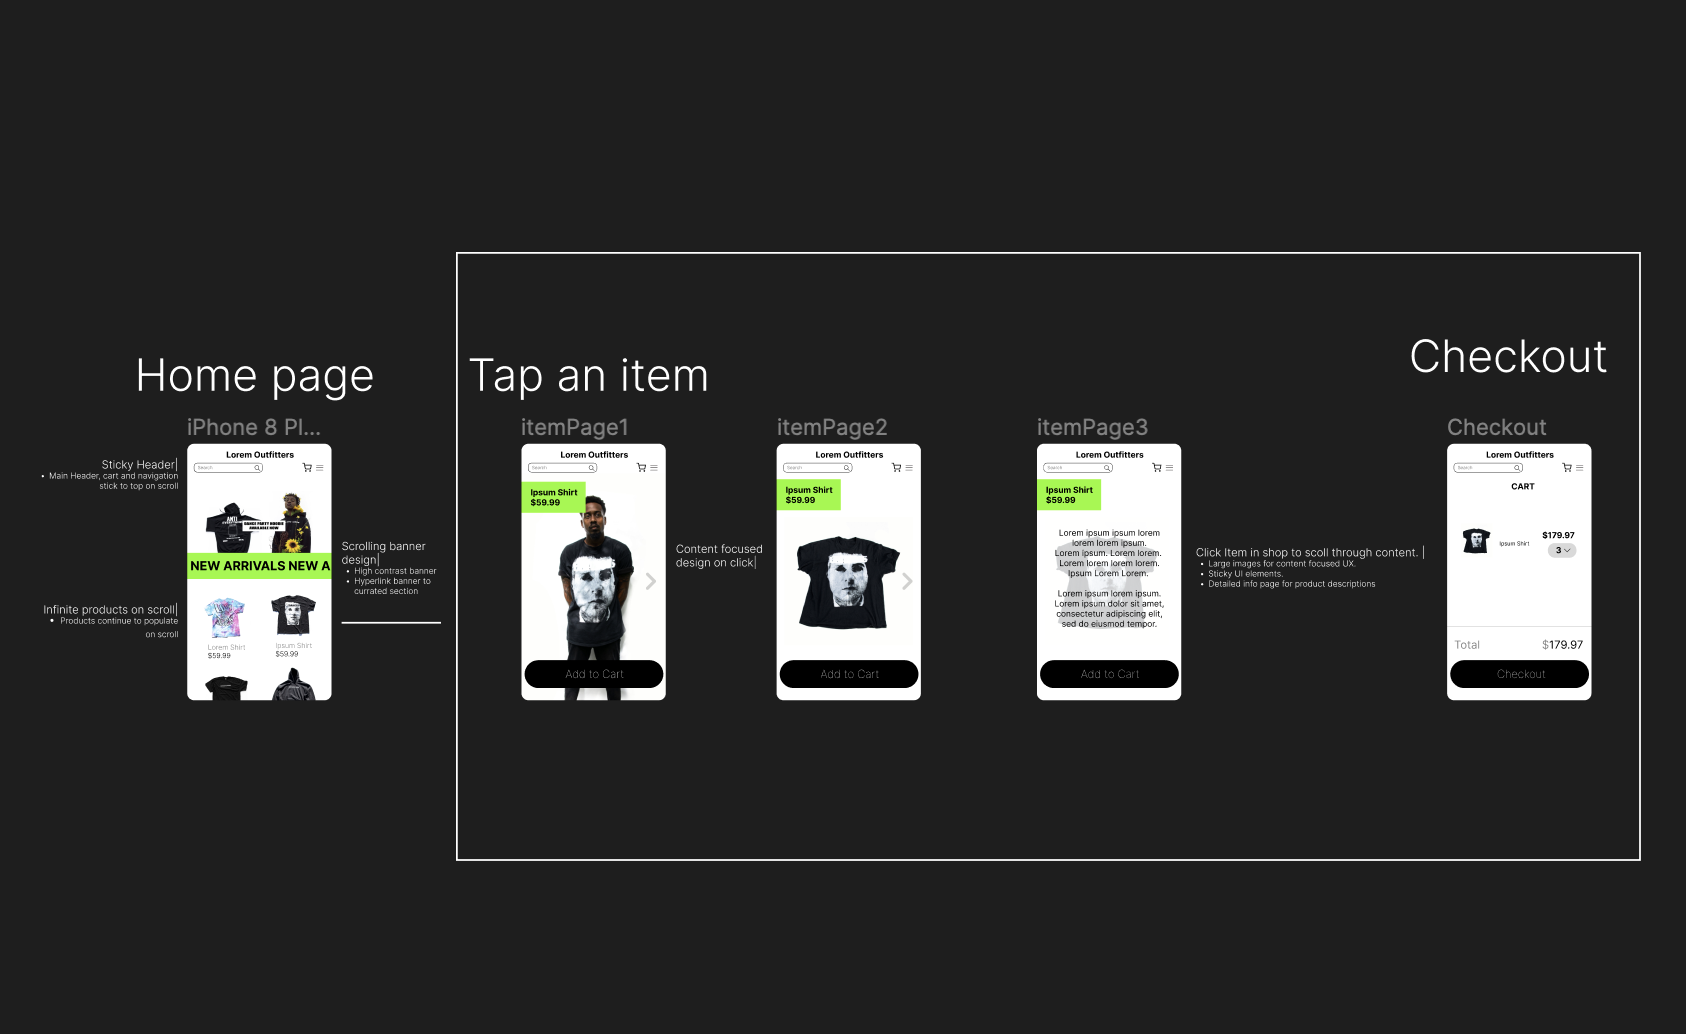 Home page
iPhone 8 Pl...
Sticky Header|
• Main Header, cart and navigation
stick to top on scroll
Infinite products on scroll|
• Products continue to populate
on scroll
Lorem Outfitters
Search
ANTI
DANCE PARTY HOODIE
AVAILABLE NOW
NEW ARRIVALS NEW A
Lorem Shirt
$59.99
Ipsum Shirt
$59.99
Scrolling banner
design|
• High contrast banner
• Hyperlink banner to
currated section
Tap an item
itemPage1
Lorem Outfitters
Search
Ipsum Shirt
$59.99
Add to Cart
Content focused
design on click|
itemPage2
Lorem Outfitters
Search
Ipsum Shirt
$59.99
Add to Cart
itemPage3
Lorem Outfitters
Search
Ipsum Shirt
$59.99
Lorem ipsum ipsum lorem
lorem lorem ipsum.
Lorem ipsum. Lorem lorem.
Lorem lorem lorem lorem.
Ipsum Lorem Lorem.
Lorem ipsum lorem ipsum.
Lorem ipsum dolor sit amet,
consectetur adipiscing elit,
sed do eiusmod tempor.
Add to Cart
Click Item in shop to scoll through content. |
• Large images for content focused UX.
• Sticky UI elements.
• Detailed info page for product descriptions
Checkout
Checkout
Lorem Outfitters
Search
CART
Ipsum Shirt
$179.97
3
Total
$179.97
Checkout